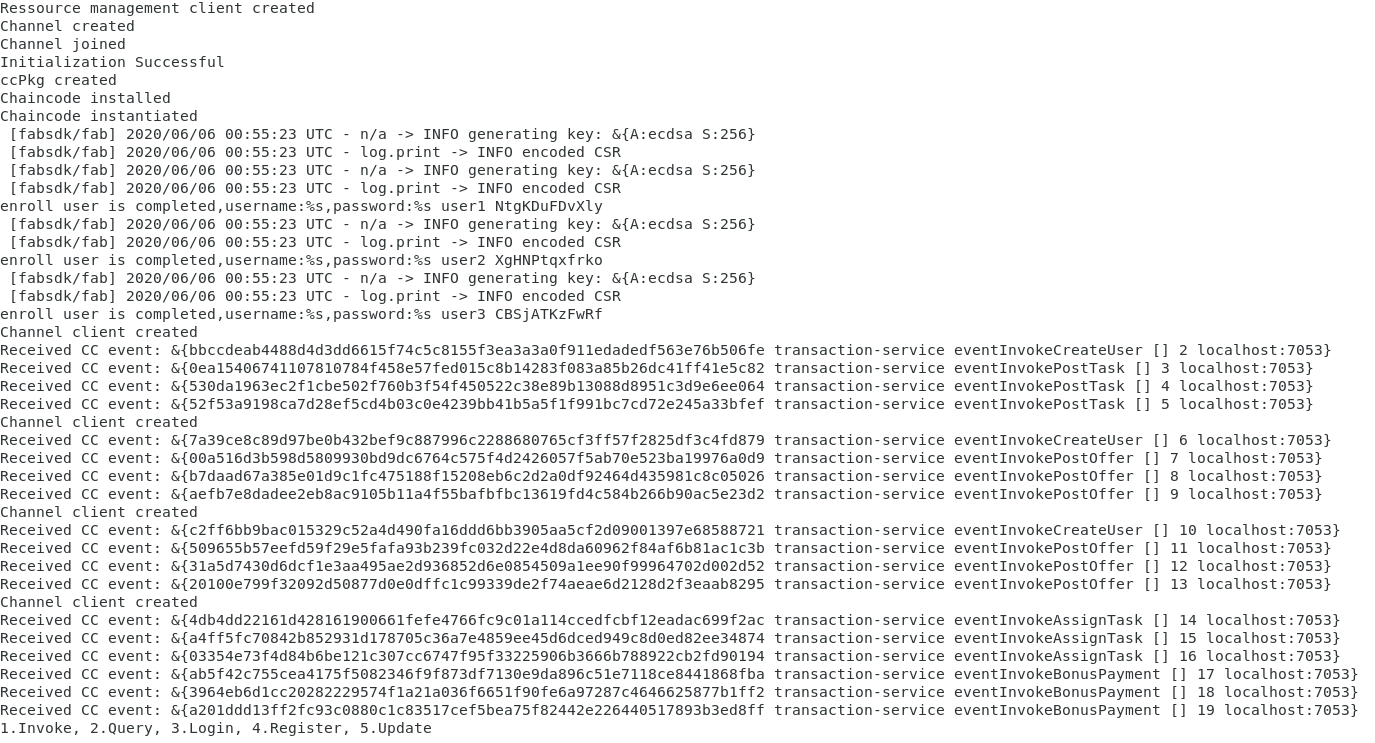 Ressource management client created
Channel created
Channel joined
Initialization Successful
ccPkg created
Chaincode installed
Chaincode instantiated
[fabsdk/fab] 2020/06/06 00:55:23 UTC - n/a -> INFO generating key: &{A:ecdsa S:256}
[fabsdk/fab] 2020/06/06 00:55:23 UTC - log.print -> INFO encoded CSR
[fabsdk/fab] 2020/06/06 00:55:23 UTC - n/a -> INFO generating key: &{A:ecdsa S:256}
[fabsdk/fab] 2020/06/06 00:55:23 UTC - log.print -> INFO encoded CSR
enroll user is completed,username:%s,password:%s user1 NtgKDuFDvXly
[fabsdk/fab] 2020/06/06 00:55:23 UTC - n/a -> INFO generating key: &{A:ecdsa S:256}
[fabsdk/fab] 2020/06/06 00:55:23 UTC - log.print -> INFO encoded CSR
enroll user is completed,username:%s,password:%s user2 XgHNPtqxfrko
[fabsdk/fab] 2020/06/06 00:55:23 UTC - n/a -> INFO generating key: &{A:ecdsa S:256}
[fabsdk/fab] 2020/06/06 00:55:23 UTC - log.print -> INFO encoded CSR
enroll user is completed,username:%s,password:%s user3 CBSjATKzFwRf
Channel client created
Received CC event: &{bbccdeab4488d4d3dd6615f74c5c8155f3ea3a3a0f911edadedf563e76b506fe transaction-service eventInvokeCreateUser [] 2 localhost:7053}
Received CC event: &{0ea15406741107810784f458e57fed015c8b14283f083a85b26dc41ff41e5c82 transaction-service eventInvokePostTask [] 3 localhost:7053}
Received CC event: &{530da1963ec2f1cbe502f760b3f54f450522c38e89b13088d8951c3d9e6ee064 transaction-service eventInvokePostTask [] 4 localhost:7053}
Received CC event: &{52f53a9198ca7d28ef5cd4b03c0e4239bb41b5a5f1f991bc7cd72e245a33bfef transaction-service eventInvokePostTask [] 5 localhost:7053}
Channel client created
Received CC event: &{7a39ce8c89d97be0b432bef9c887996c2288680765cf3ff57f2825df3c4fd879 transaction-service eventInvokeCreateUser [] 6 localhost:7053}
Received CC event: &{00a516d3b598d5809930bd9dc6764c575f4d2426057f5ab70e523ba19976a0d9 transaction-service eventInvokePostOffer [] 7 localhost:7053}
Received CC event: &{b7daad67a385e01d9c1fc475188f15208eb6c2d2a0df92464d435981c8c05026 transaction-service eventInvokePostOffer [] 8 localhost:7053}
Received CC event: &{aefb7e8dadee2eb8ac9105b11a4f55bafbfbc13619fd4c584b266b90ac5e23d2 transaction-service eventInvokePostOffer [] 9 localhost:7053}
Channel client created
Received CC event: &{c2ff6bb9bac015329c52a4d490fa16ddd6bb3905aa5cf2d09001397e68588721 transaction-service eventInvokeCreateUser [] 10 localhost:7053}
Received CC event: &{509655b57eefd59f29e5fafa93b239fc032d22e4d8da60962f84af6b81ac1c3b transaction-service eventInvokePostOffer [] 11 localhost:7053}
Received CC event: &{31a5d7430d6dcf1e3aa495ae2d936852d6e0854509a1ee90f99964702d002d52 transaction-service eventInvokePostOffer [] 12 localhost:7053}
Received CC event: &{20100e799f32092d50877d0e0dffc1c99339de2f74aeae6d2128d2f3eaab8295 transaction-service eventInvokePostOffer [] 13 localhost:7053}
Channel client created
Received CC event: &{4db4dd22161d428161900661fefe4766fc9c01a114ccedfcbf12eadac699f2ac transaction-service eventInvokeAssignTask [] 14 localhost:7053}
Received CC event: &{a4ff5fc70842b852931d178705c36a7e4859ee45d6dced949c8d0ed82ee34874 transaction-service eventInvokeAssignTask [] 15 localhost:7053}
Received CC event: &{03354e73f4d84b6be121c307cc6747f95f33225906b3666b788922cb2fd90194 transaction-service eventInvokeAssignTask [] 16 localhost:7053}
Received CC event: &{ab5f42c755cea4175f5082346f9f873df7130e9da896c51e7118ce8441868fba transaction-service eventInvokeBonusPayment [] 17 localhost:7053}
Received CC event: &{3964eb6d1cc20282229574f1a21a036f6651f90fe6a97287c4646625877b1ff2 transaction-service eventInvokeBonusPayment [] 18 localhost:7053}
Received CC event: &{a201ddd13ff2fc93c0880c1c83517cef5bea75f82442e226440517893b3ed8ff transaction-service eventInvokeBonusPayment [] 19 localhost:7053}
1.Invoke, 2.Query, 3.Login, 4.Register, 5.Update